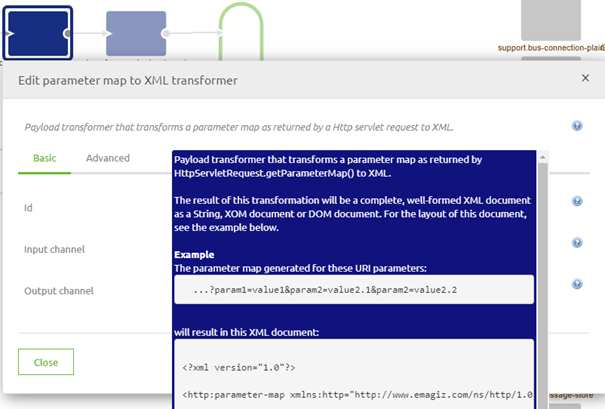 support.bus-connection-plain
Edit parameter map to XML transformer
×
Payload transformer that transforms a parameter map as returned by a Http servlet request to XML.
Basic
Advanced
Id
Input channel
Output channel
Payload transformer that transforms a parameter map as returned by
HttpServletRequest.getParameterMap() to XML.
The result of this transformation will be a complete, well-formed XML document
as a String, XOM document or DOM document. For the layout of this document,
see the example below.
Example
The parameter map generated for these URI parameters:
...?param1=value1&param2=value2.1&param2=value2.2
will result in this XML document:
<?xml version="1.0"?>
<http:parameter-map xmlns:http="http://www.emagiz.com/ns/http/1.0
Close
ssage-store